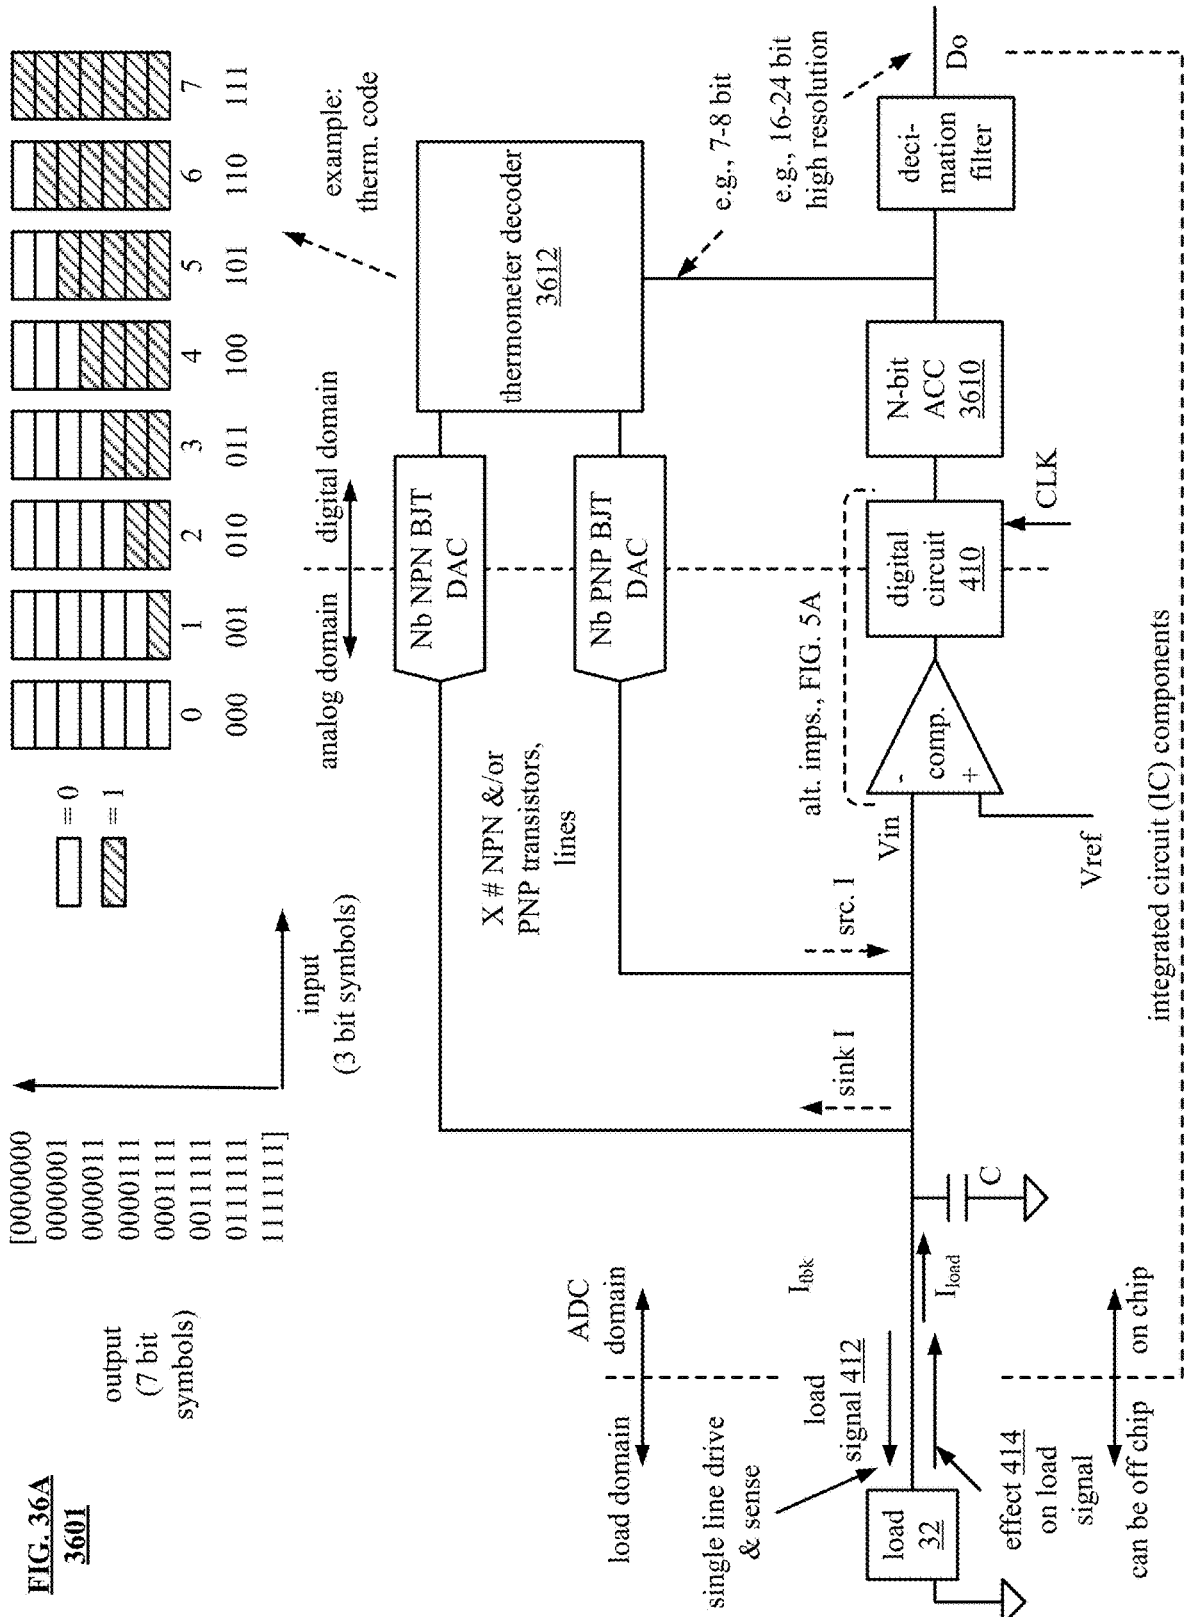 FIG. 36A
3601
output
(7 bit
symbols)
[0000000
0000001
0000011
0000111
0001111
0011111
0111111
1111111]
input
(3 bit symbols)
= 0
= 1
0 1 2 3 4 5 6 7
000 001 010 011 100 101 110 111
example:
therm. code
analog domain
digital domain
load domain
ADC
domain
X # NPN &/or
PNP transistors,
lines
Nb NPN BJT
DAC
Nb PNP BJT
DAC
thermometer decoder
3612
e.g., 7-8 bit
e.g., 16-24 bit
high resolution
single line drive
& sense
load
signal 412
Ifbk
sink I
src. I
alt. imps., FIG. 5A
load
32
Iload
C
Vin
-
comp.
+
Vref
digital
circuit
410
CLK
N-bit
ACC
3610
deci-
mation
filter
Do
effect 414
on load
signal
can be off chip
on chip
integrated circuit (IC) components